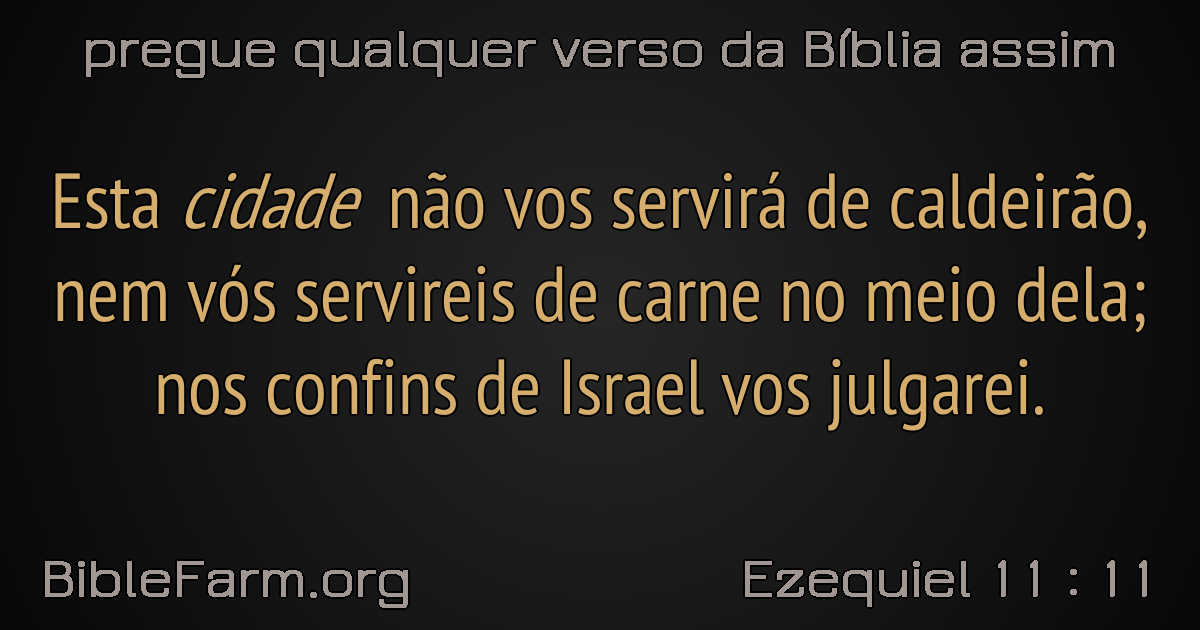 pregue qualquer verso da Bíblia assim
Esta cidade não vos servirá de caldeirão,
nem vós servireis de carne no meio dela;
nos confins de Israel vos julgarei.
BibleFarm.org
Ezequiel 11 : 11